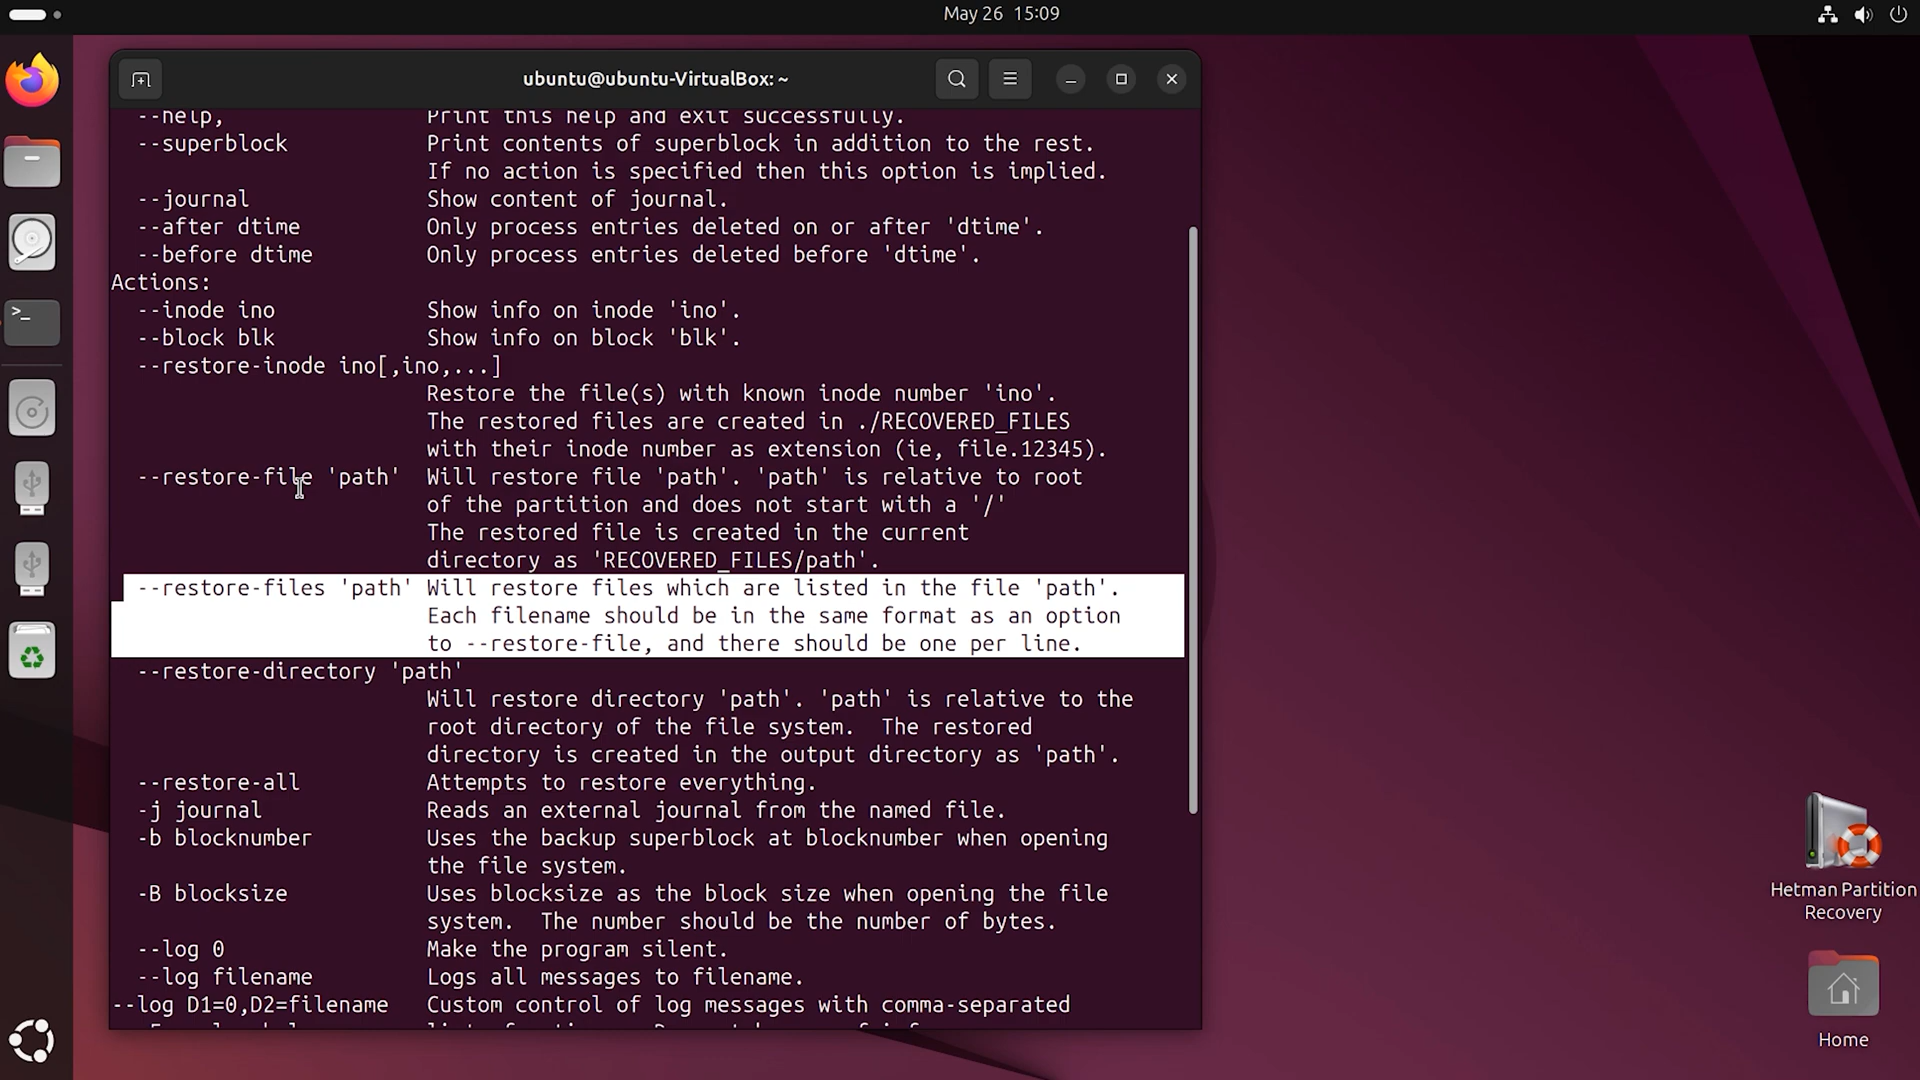 May 26 15:09
ubuntu@ubuntu-VirtualBox: ~
--help, Print this help and exit successfully.
--superblock Print contents of superblock in addition to the rest.
If no action is specified then this option is implied.
--journal Show content of journal.
--after dtime Only process entries deleted on or after 'dtime'.
--before dtime Only process entries deleted before 'dtime'.
Actions:
--inode ino Show info on inode 'ino'.
--block blk Show info on block 'blk'.
--restore-inode ino[,ino,...]
Restore the file(s) with known inode number 'ino'.
The restored files are created in ./RECOVERED_FILES
with their inode number as extension (ie, file.12345).
--restore-file 'path' Will restore file 'path'. 'path' is relative to root
of the partition and does not start with a '/'
The restored file is created in the current
directory as 'RECOVERED_FILES/path'.
--restore-files 'path' Will restore files which are listed in the file 'path'.
Each filename should be in the same format as an option
to --restore-file, and there should be one per line.
--restore-directory 'path'
Will restore directory 'path'. 'path' is relative to the
root directory of the file system. The restored
directory is created in the output directory as 'path'.
--restore-all Attempts to restore everything.
-j journal Reads an external journal from the named file.
-b blocknumber Uses the backup superblock at blocknumber when opening
the file system.
-B blocksize Uses blocksize as the block size when opening the file
system. The number should be the number of bytes.
--log 0 Make the program silent.
--log filename Logs all messages to filename.
--log D1=0,D2=filename Custom control of log messages with comma-separated
Hetman Partition
Recovery
Home